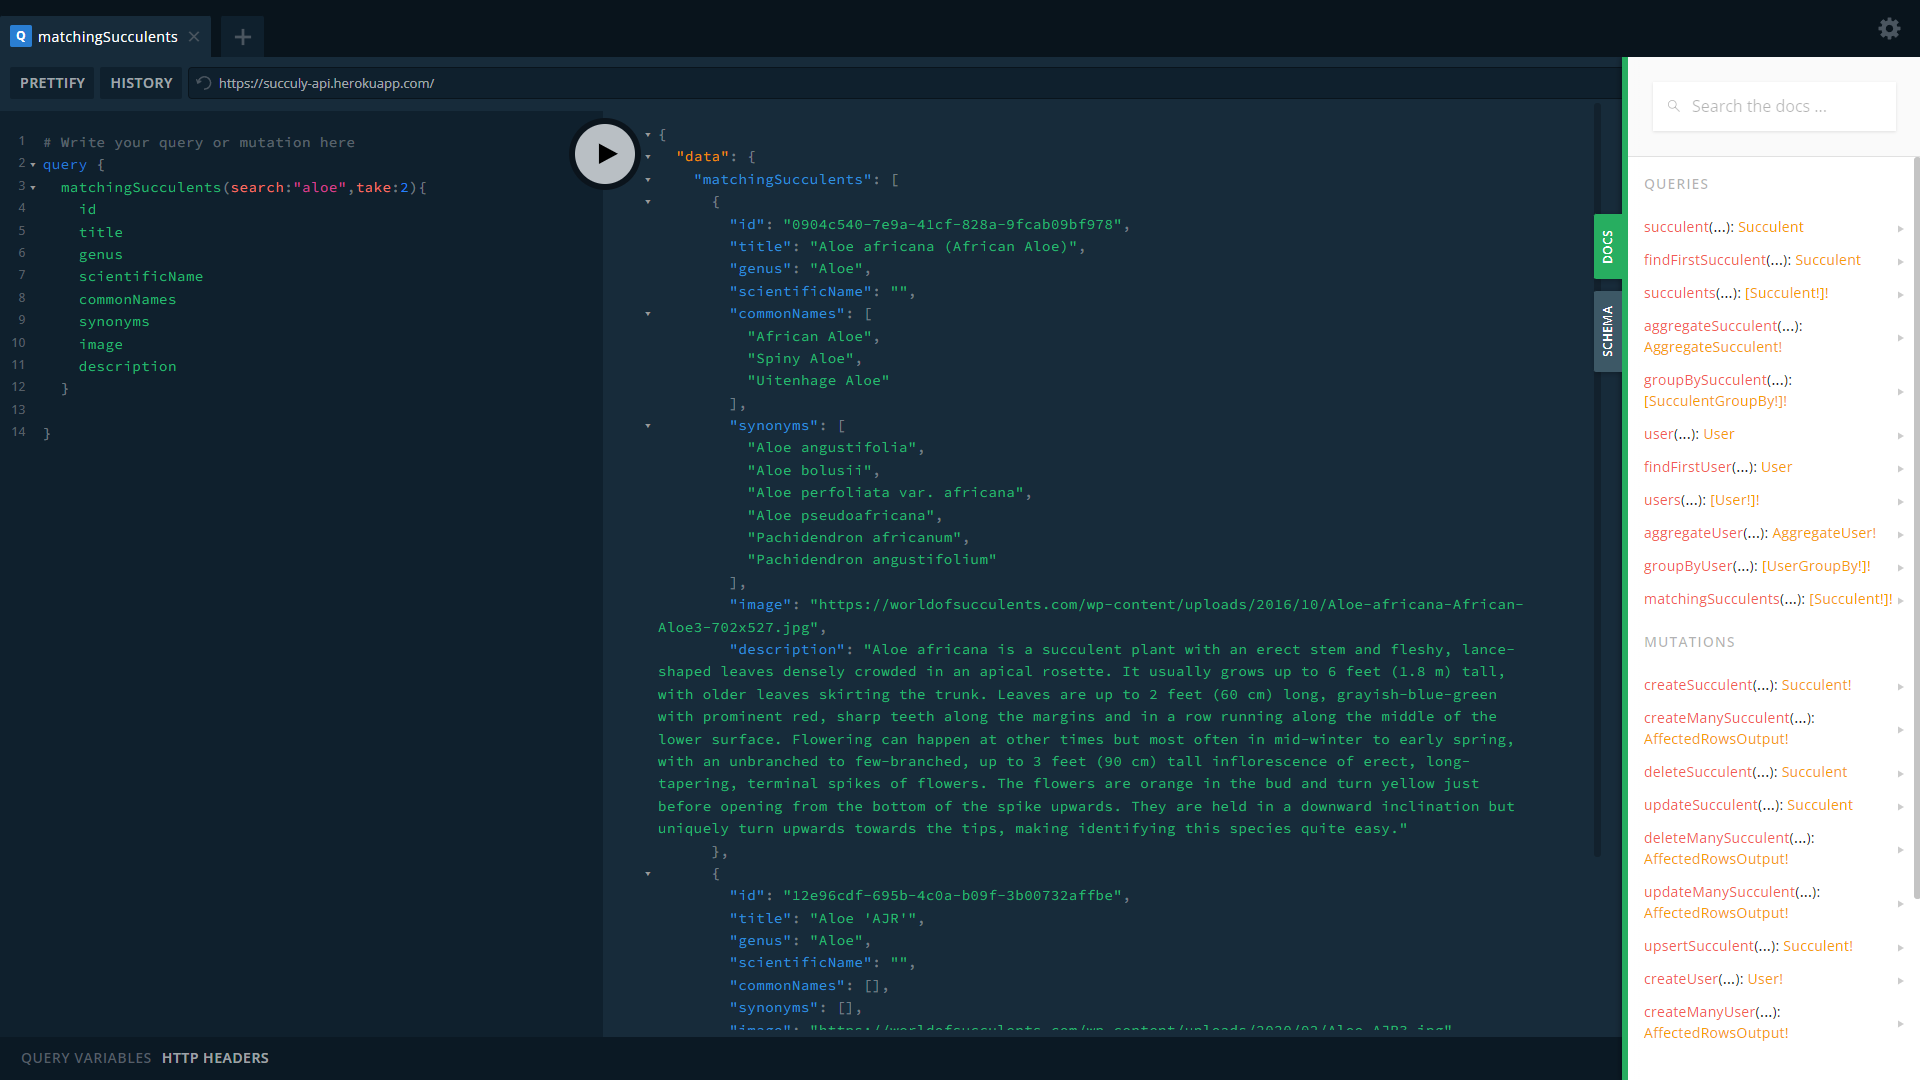 Q matchingSucculents
PRETTIFY HISTORY https://succuly-api.herokuapp.com/
1 # Write your query or mutation here
2 query {
3 matchingSucculents(search:"aloe",take:2){
4 id
5 title
6 genus
7 scientificName
8 commonNames
9 synonyms
10 image
11 description
12 }
13
14 }
{
"data": {
"matchingSucculents": [
{
"id": "0904c540-7e9a-41cf-828a-9fcab09bf978",
"title": "Aloe africana (African Aloe)",
"genus": "Aloe",
"scientificName": "",
"commonNames": [
"African Aloe",
"Spiny Aloe",
"Uitenhage Aloe"
],
"synonyms": [
"Aloe angustifolia",
"Aloe bolusii",
"Aloe perfoliata var. africana",
"Aloe pseudoafricana",
"Pachidendron africanum",
"Pachidendron angustifolium"
],
"image": "https://worldofsucculents.com/wp-content/uploads/2016/10/Aloe-africana-African-
Aloe3-702x527.jpg",
"description": "Aloe africana is a succulent plant with an erect stem and fleshy, lance-
shaped leaves densely crowded in an apical rosette. It usually grows up to 6 feet (1.8 m) tall,
with older leaves skirting the trunk. Leaves are up to 2 feet (60 cm) long, grayish-blue-green
with prominent red, sharp teeth along the margins and in a row running along the middle of the
lower surface. Flowering can happen at other times but most often in mid-winter to early spring,
with an unbranched to few-branched, up to 3 feet (90 cm) tall inflorescence of erect, long-
tapering, terminal spikes of flowers. The flowers are orange in the bud and turn yellow just
before opening from the bottom of the spike upwards. They are held in a downward inclination but
uniquely turn upwards towards the tips, making identifying this species quite easy."
},
{
"id": "12e96cdf-695b-4c0a-b09f-3b00732affbe",
"title": "Aloe 'AJR'",
"genus": "Aloe",
"scientificName": "",
"commonNames": [],
"synonyms": [],
"image": "https://worldofsucculents.com/wp-content/uploads/2020/02/Aloe-AJR3.jpg"
DOCS
SCHEMA
Search the docs ...
QUERIES
succulent(...): Succulent
findFirstSucculent(...): Succulent
succulents(...): [Succulent!]!
aggregateSucculent(...):
AggregateSucculent!
groupBySucculent(...):
[SucculentGroupBy!]!
user(...): User
findFirstUser(...): User
users(...): [User!]!
aggregateUser(...): AggregateUser!
groupByUser(...): [UserGroupBy!]!
matchingSucculents(...): [Succulent!]!
MUTATIONS
createSucculent(...): Succulent!
createManySucculent(...):
AffectedRowsOutput!
deleteSucculent(...): Succulent
updateSucculent(...): Succulent
deleteManySucculent(...):
AffectedRowsOutput!
updateManySucculent(...):
AffectedRowsOutput!
upsertSucculent(...): Succulent!
createUser(...): User!
createManyUser(...):
AffectedRowsOutput!
QUERY VARIABLES HTTP HEADERS